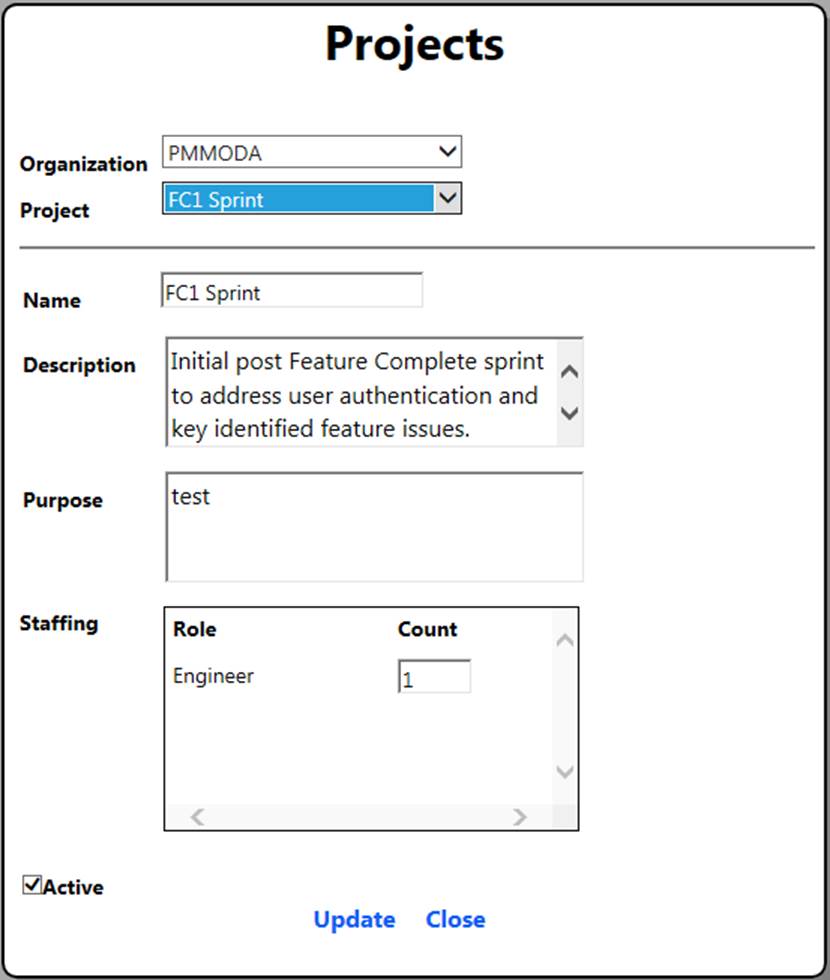 Projects
Organization PMMODA
Project FC1 Sprint
Name FC1 Sprint
Description Initial post Feature Complete sprint
to address user authentication and
key identified feature issues.
Purpose test
Staffing Role Count
Engineer 1
Active
Update Close